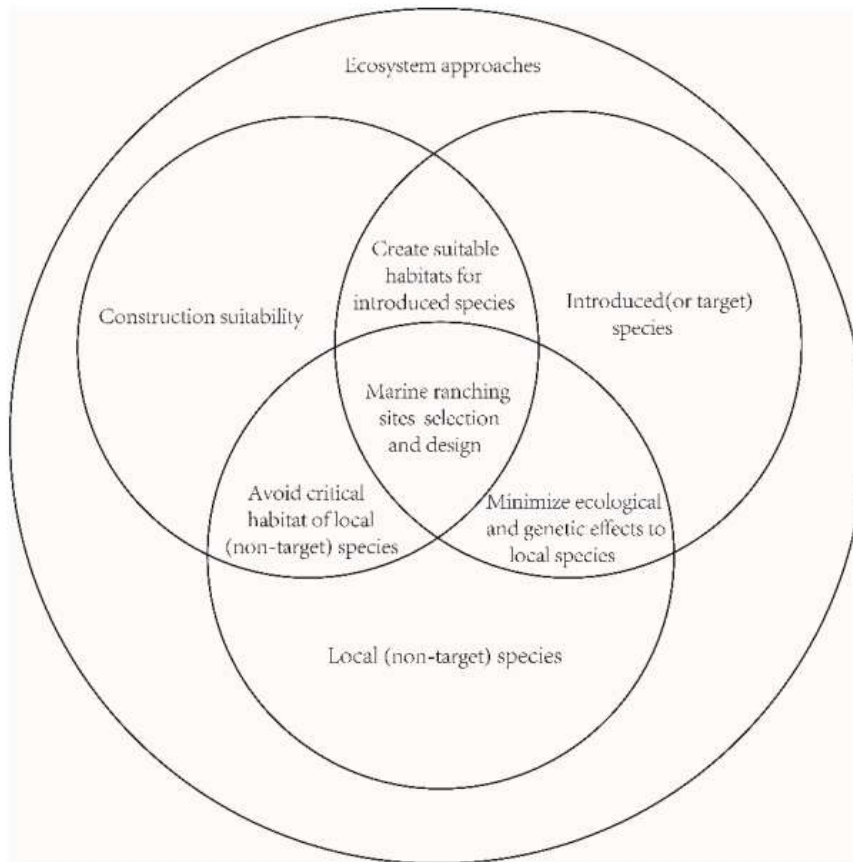 Ecosystem approaches
Create suitable
habitats for
introduced species
Construction suitability
Introduced(or target)
species
Marine ranching
sites selection
and design
Avoid critical
habitat of local
(non-target) species
Minimize ecological
and genetic effects to
local species
Local (non-target) species